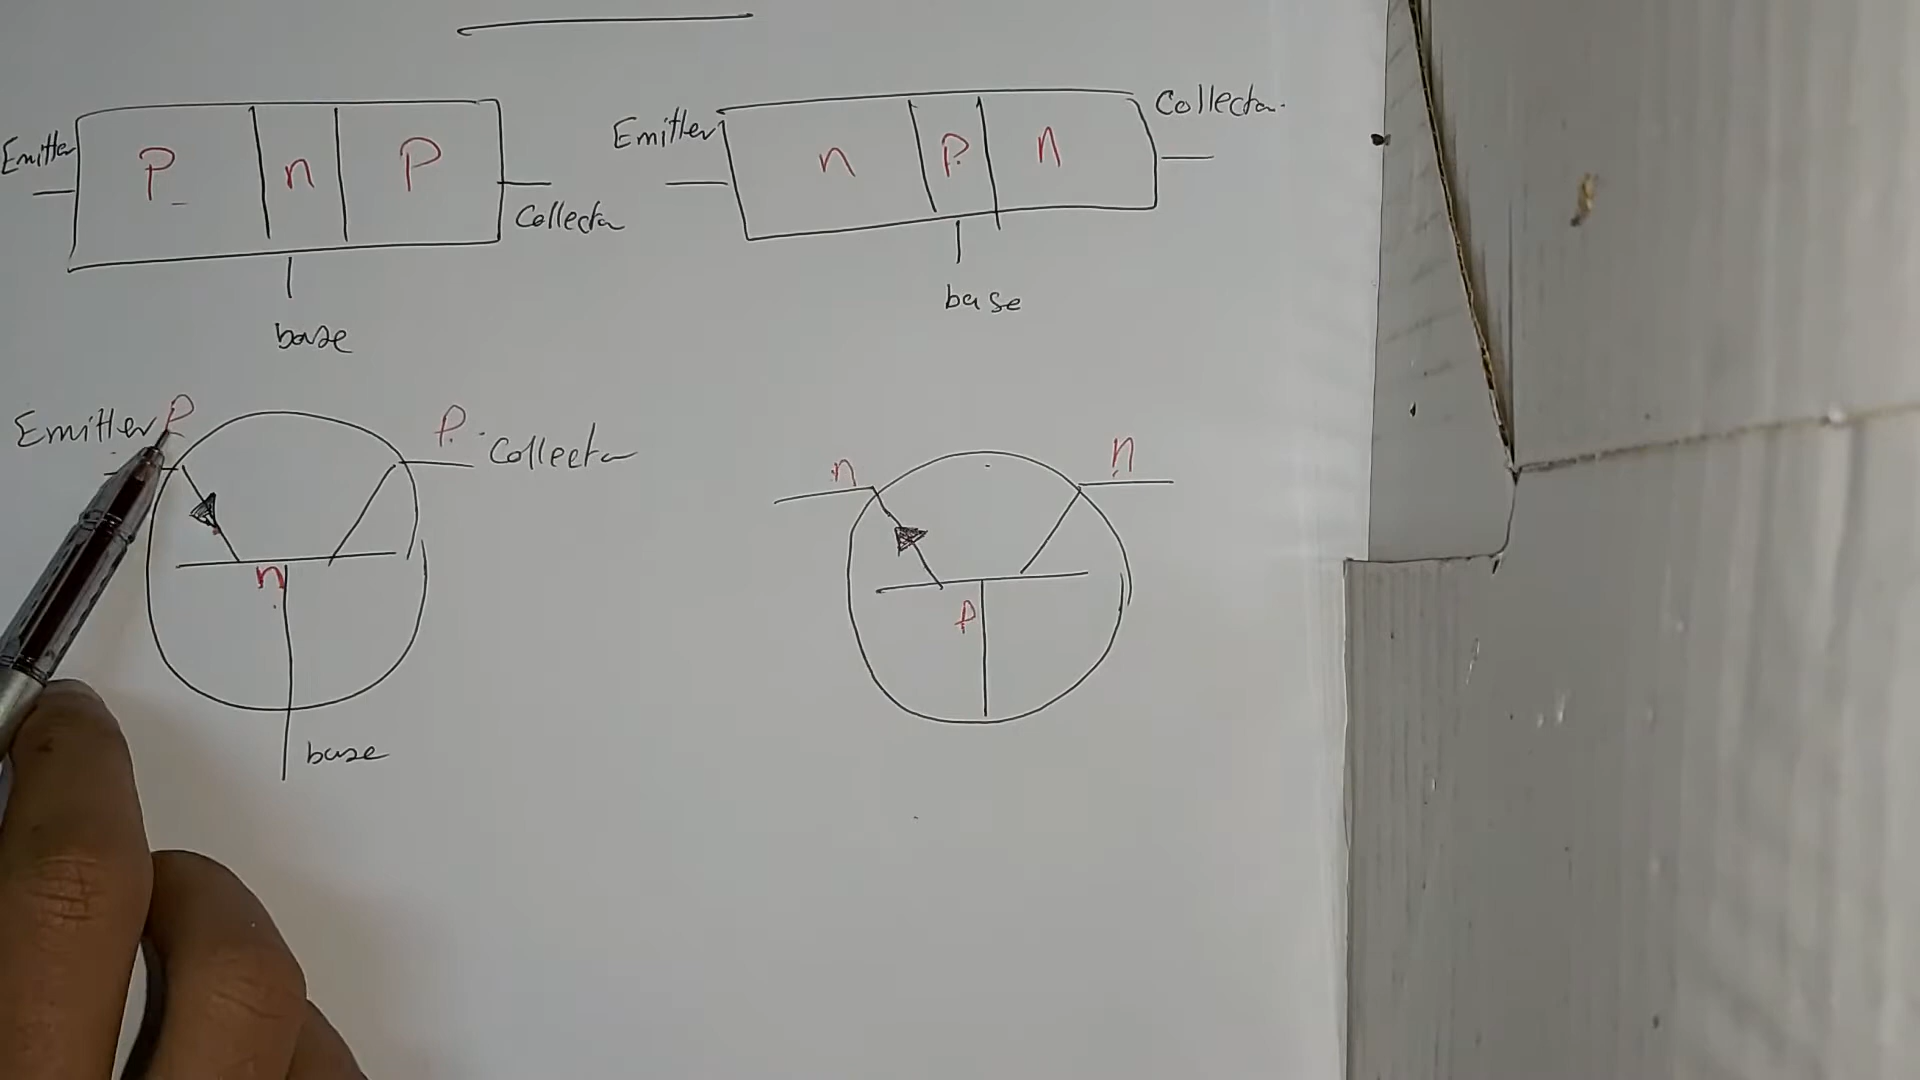 Emitter P n P Collector
base
Emitter n P n Collector
base
Emitter P P Collector
n
base
n n
P